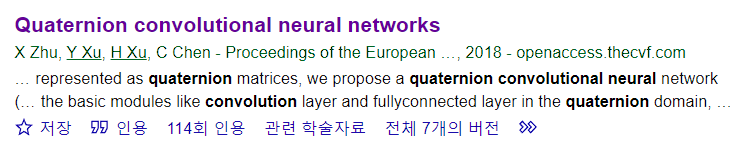 Quaternion convolutional neural networks
X Zhu, Y Xu, H Xu, C Chen - Proceedings of the European …, 2018 - openaccess.thecvf.com
… represented as quaternion matrices, we propose a quaternion convolutional neural network
(… the basic modules like convolution layer and fullyconnected layer in the quaternion domain, …
저장 인용 114회 인용 관련 학술자료 전체 7개의 버전